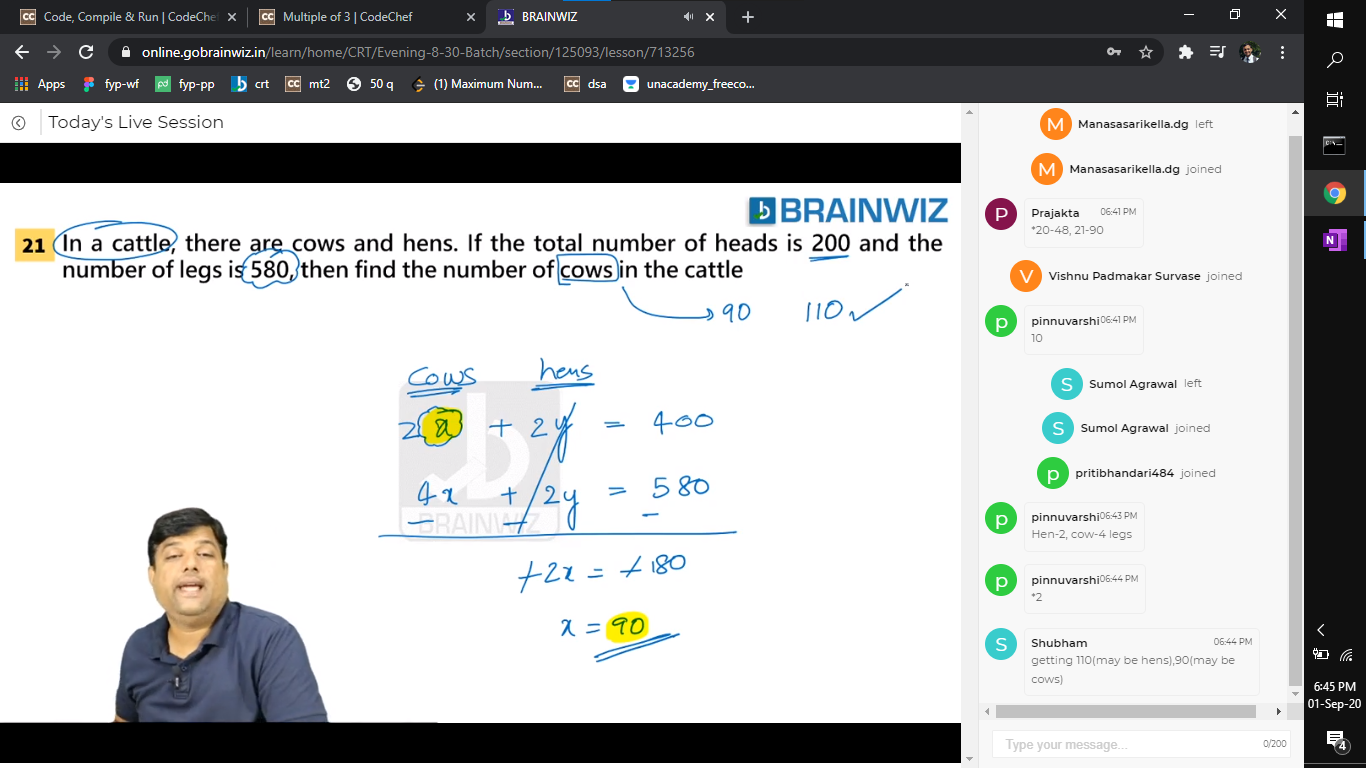 Code, Compile & Run | CodeChef
Multiple of 3 | CodeChef
BRAINWIZ
online.gobrainwiz.in/learn/home/CRT/Evening-8-30-Batch/section/125093/lesson/713256
Apps fyp-wf fyp-pp crt mt2 50 q (1) Maximum Num... dsa unacademy_freeco...
Today's Live Session
BRAINWIZ
21 In a cattle, there are cows and hens. If the total number of heads is 200 and the
number of legs is 580, then find the number of cows in the cattle
90 110
cows hens
2x + 2y = 400
4x + 2y = 580
BRAINWIZ
2x = 180
x = 90
M Manasasarikella.dg left
M Manasasarikella.dg joined
P Prajakta 06:41 PM
*20-48, 21-90
V Vishnu Padmakar Survase joined
p pinnuvarshi 06:41 PM
10
S Sumol Agrawal left
S Sumol Agrawal joined
p pritibhandari484 joined
p pinnuvarshi 06:43 PM
Hen-2, cow-4 legs
p pinnuvarshi 06:44 PM
*2
S Shubham 06:44 PM
getting 110(may be hens),90(may be
cows)
Type your message... 0/200
6:45 PM
01-Sep-20
4